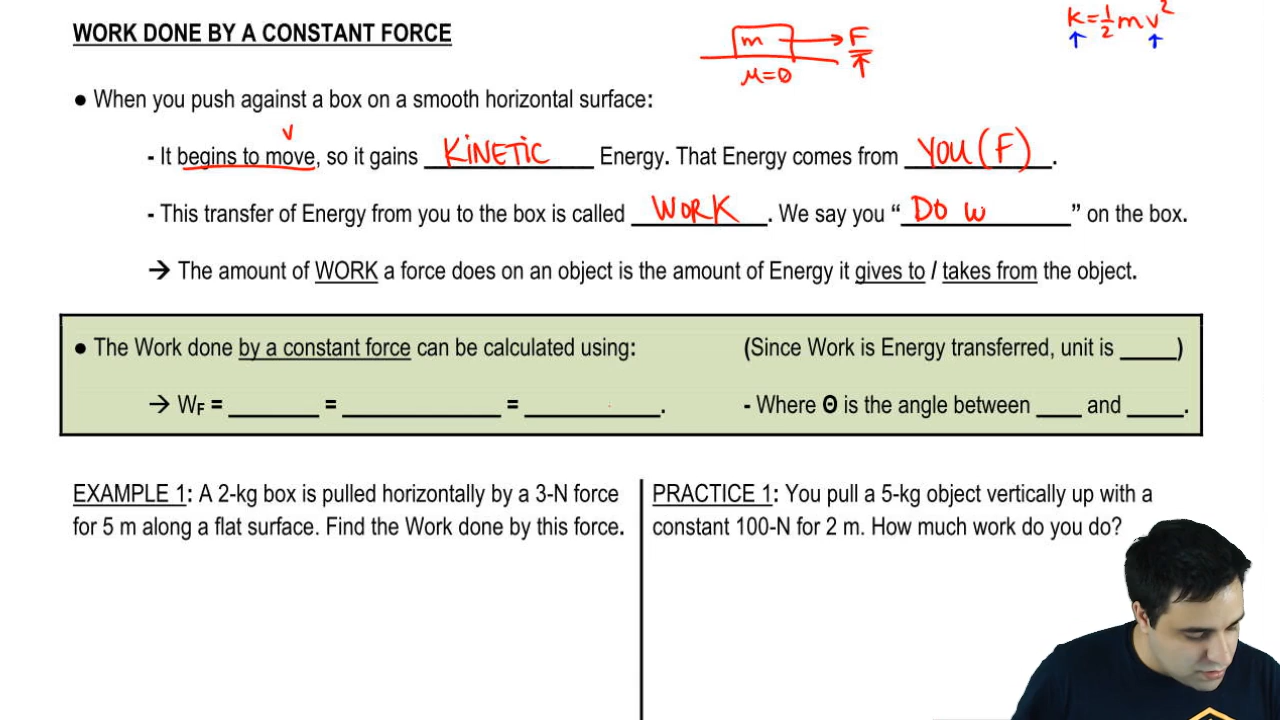 WORK DONE BY A CONSTANT FORCE
m F
μ=0
K=½mv²
● When you push against a box on a smooth horizontal surface:
v
- It begins to move, so it gains KiNETiC Energy. That Energy comes from YOU (F).
- This transfer of Energy from you to the box is called WORK. We say you “DO W ______” on the box.
→ The amount of WORK a force does on an object is the amount of Energy it gives to / takes from the object.
● The Work done by a constant force can be calculated using: (Since Work is Energy transferred, unit is _____)
→ WF = _______ = ____________ = __________. - Where Θ is the angle between ____ and _____.
EXAMPLE 1: A 2-kg box is pulled horizontally by a 3-N force
for 5 m along a flat surface. Find the Work done by this force.
PRACTICE 1: You pull a 5-kg object vertically up with a
constant 100-N for 2 m. How much work do you do?